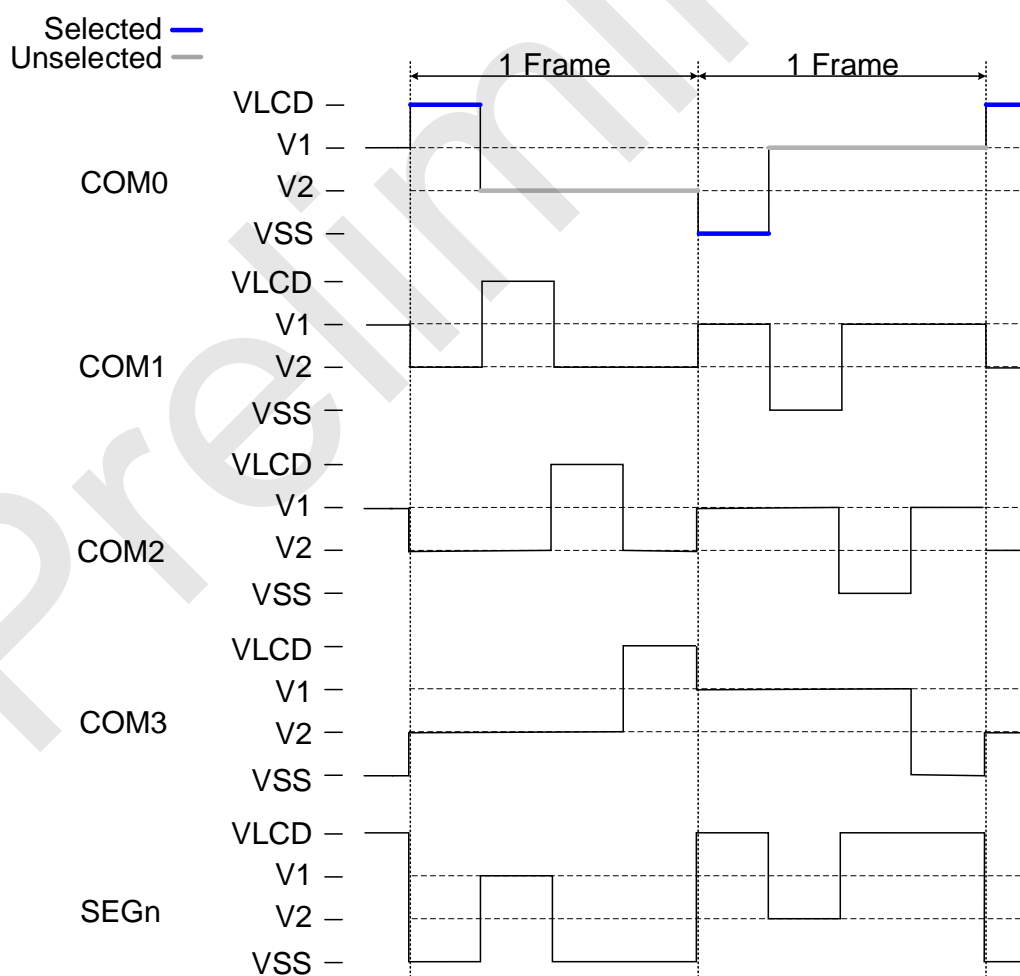 Selected
Unselected
1 Frame 1 Frame
VLCD
V1
COM0 V2
VSS
VLCD
V1
COM1 V2
VSS
VLCD
V1
COM2 V2
VSS
VLCD
V1
COM3 V2
VSS
VLCD
V1
SEGn V2
VSS
Prelimi